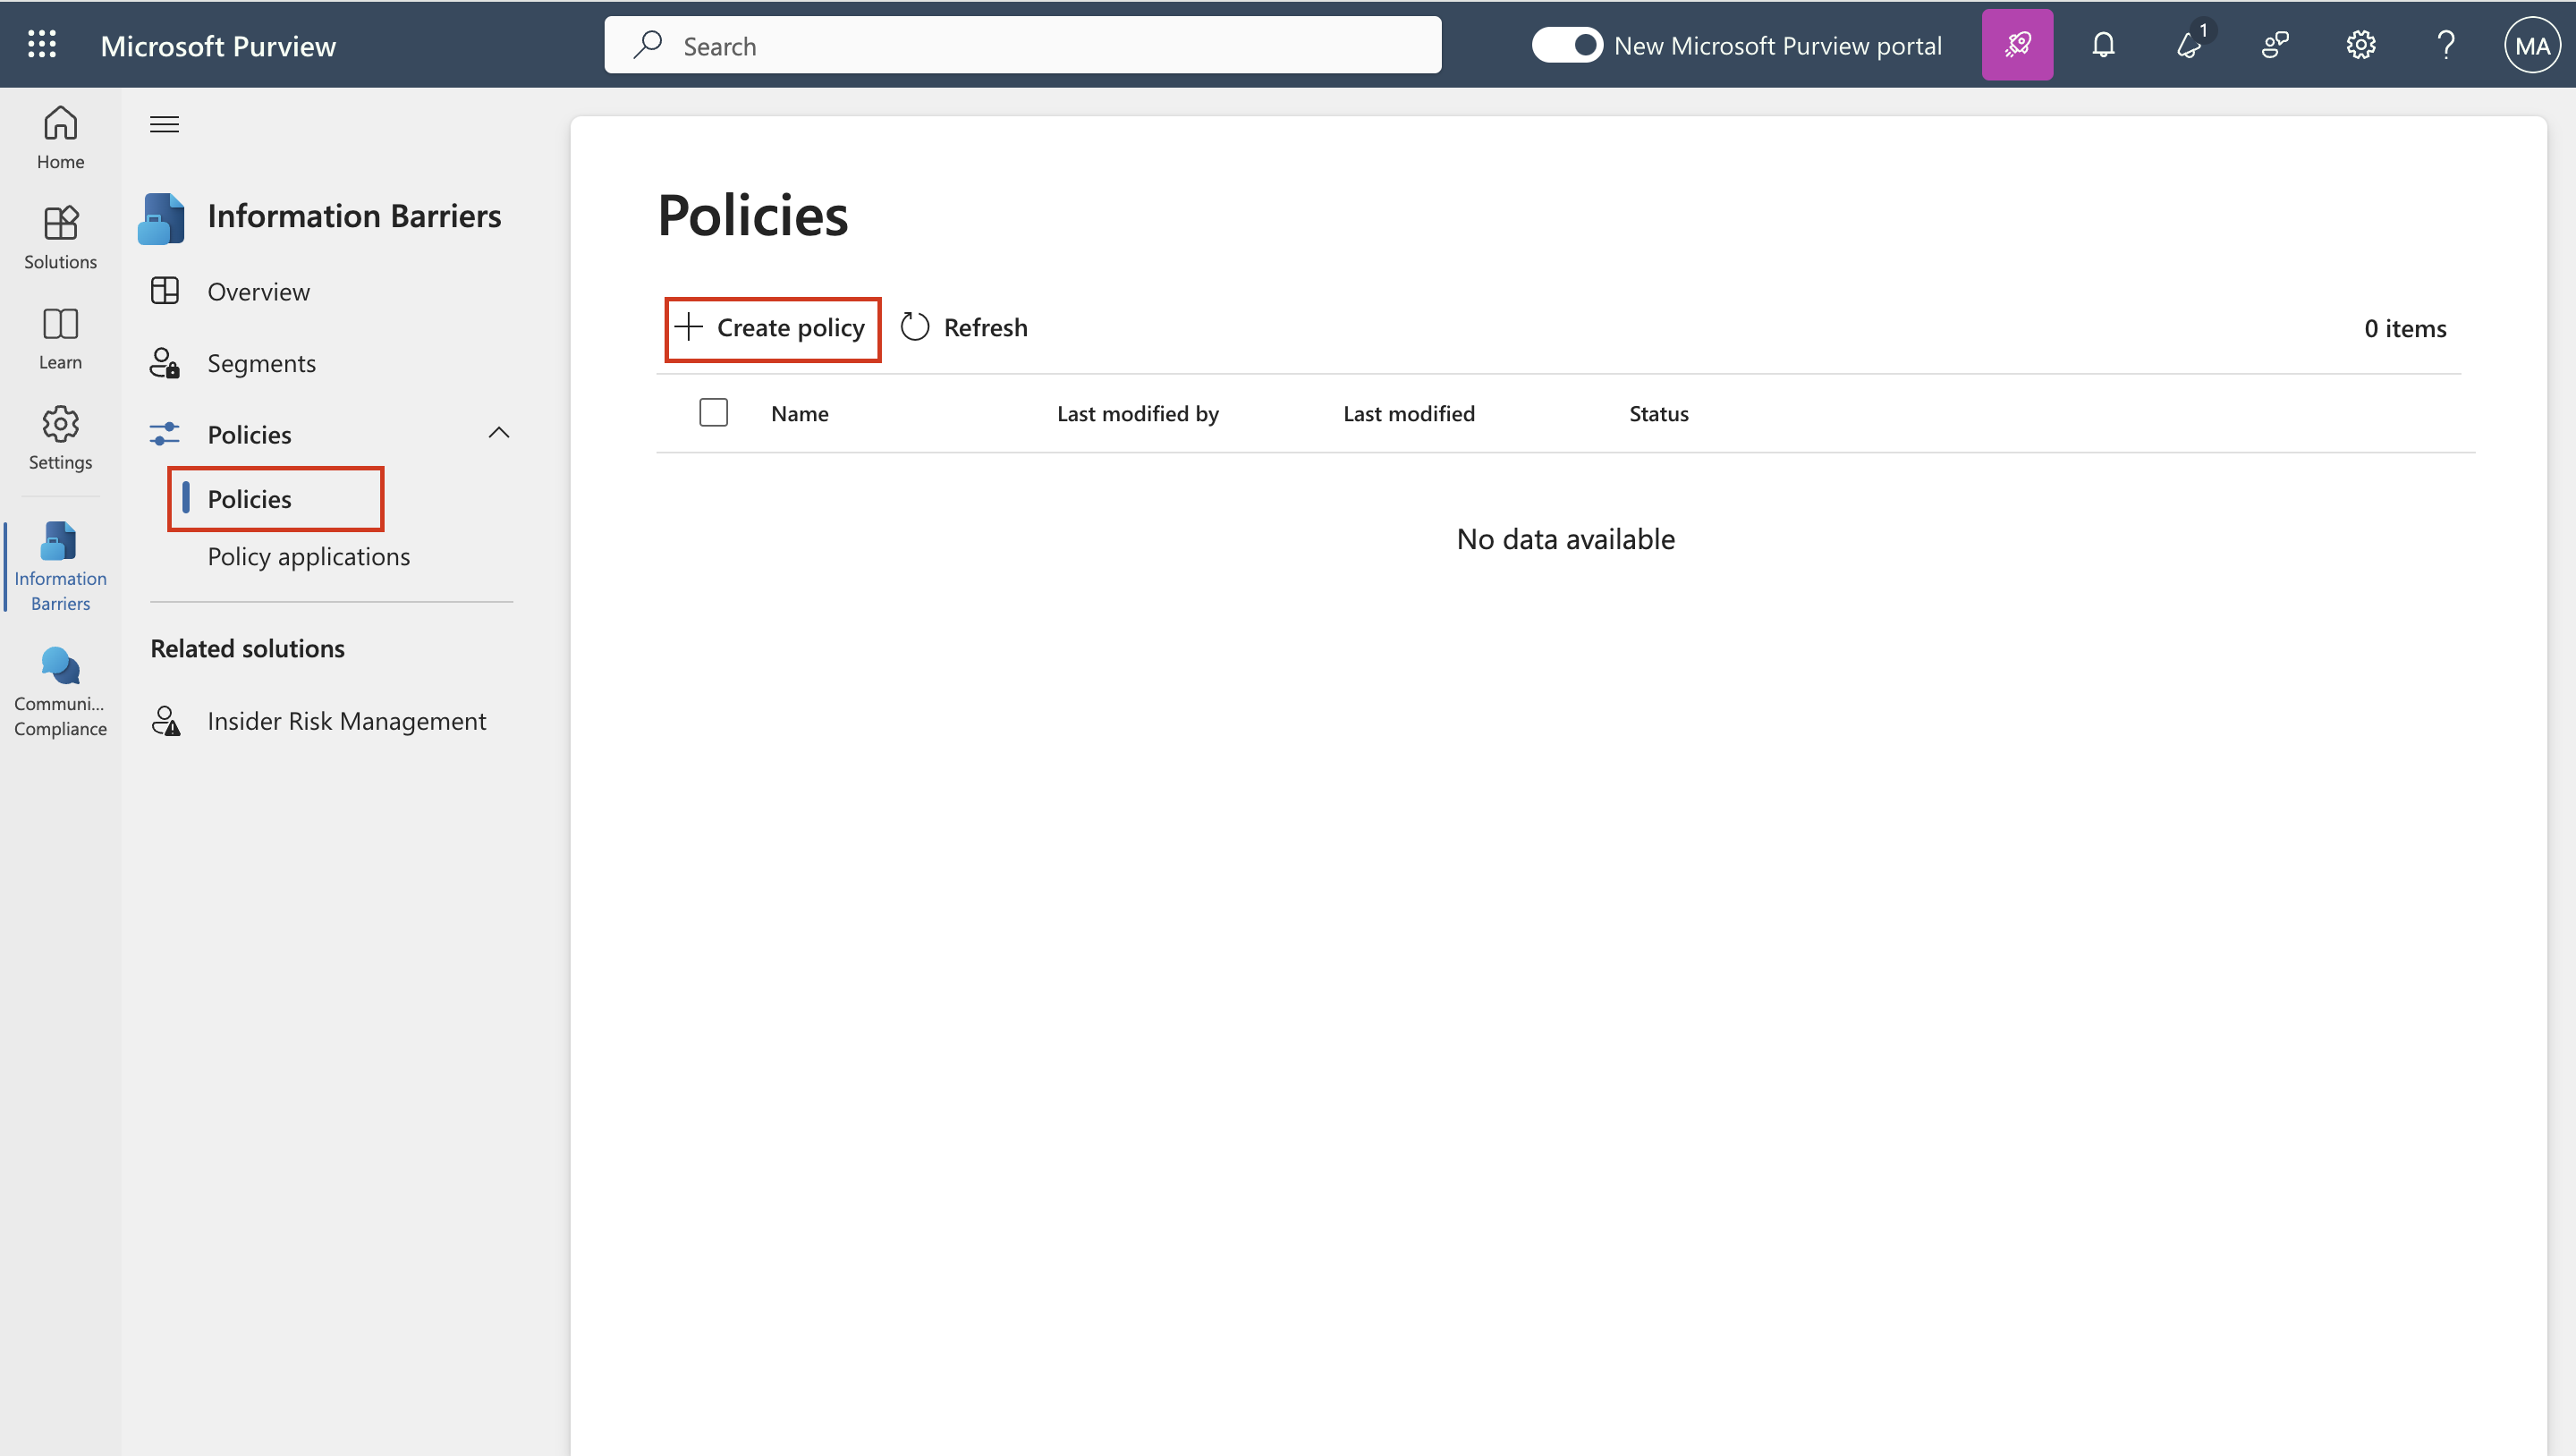 Microsoft Purview
Search
New Microsoft Purview portal
1
MA
Home
Solutions
Learn
Settings
Information
Barriers
Communi...
Compliance
Information Barriers
Overview
Segments
Policies
Policies
Policy applications
Related solutions
Insider Risk Management
Policies
Create policy
Refresh
0 items
Name
Last modified by
Last modified
Status
No data available